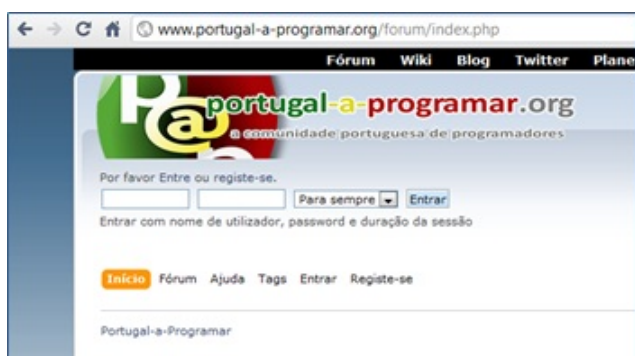 www.portugal-a-programar.org/forum/index.php
Fórum Wiki Blog Twitter Plane
P@p
portugal-a-programar.org
a comunidade portuguesa de programadores
Por favor Entre ou registe-se.
Para sempre Entrar
Entrar com nome de utilizador, password e duração da sessão
Início Fórum Ajuda Tags Entrar Registe-se
Portugal-a-Programar